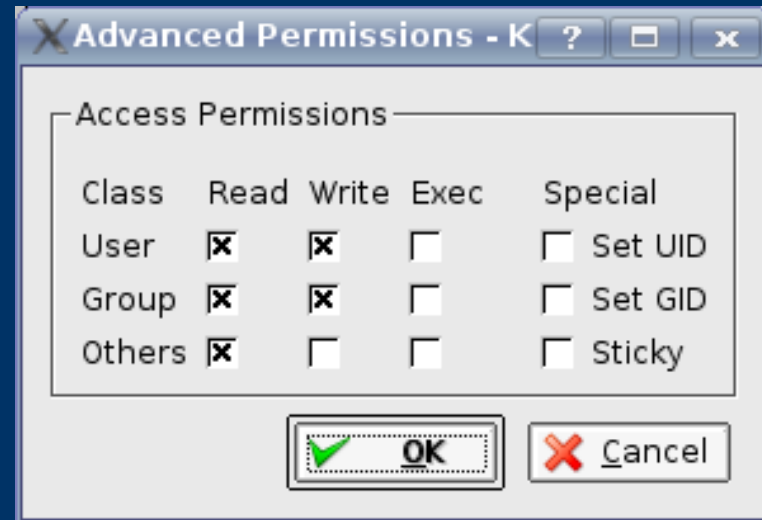 Advanced Permissions - K ?
Access Permissions
Class Read Write Exec Special
User Set UID
Group Set GID
Others Sticky
OK Cancel